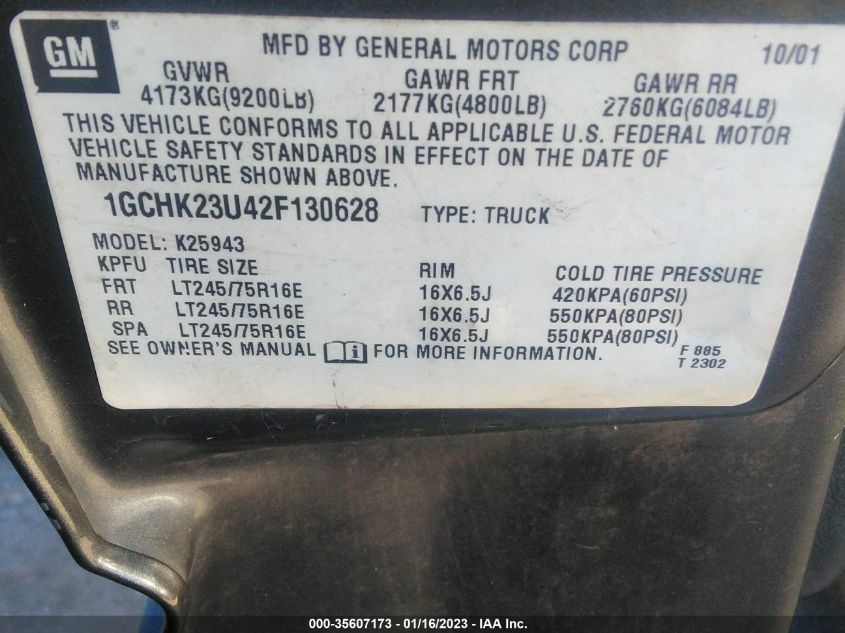 GM ® MFD BY GENERAL MOTORS CORP 10/01
GVWR GAWR FRT GAWR RR
4173KG(9200LB) 2177KG(4800LB) 2760KG(6084LB)
THIS VEHICLE CONFORMS TO ALL APPLICABLE U.S. FEDERAL MOTOR
VEHICLE SAFETY STANDARDS IN EFFECT ON THE DATE OF
MANUFACTURE SHOWN ABOVE.
1GCHK23U42F130628 TYPE: TRUCK
MODEL: K25943
KPFU TIRE SIZE RIM COLD TIRE PRESSURE
FRT LT245/75R16E 16X6.5J 420KPA(60PSI)
RR LT245/75R16E 16X6.5J 550KPA(80PSI)
SPA LT245/75R16E 16X6.5J 550KPA(80PSI)
SEE OWNER'S MANUAL i FOR MORE INFORMATION. F 885
T 2302
000-35607173 - 01/16/2023 - IAA Inc.